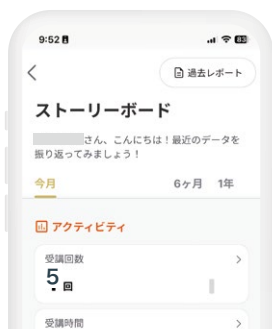 9:52
83
過去レポート
ストーリーボード
さん、こんにちは！最近のデータを
振り返ってみましょう！
今月 6ヶ月 1年
アクティビティ
受講回数
5回
受講時間